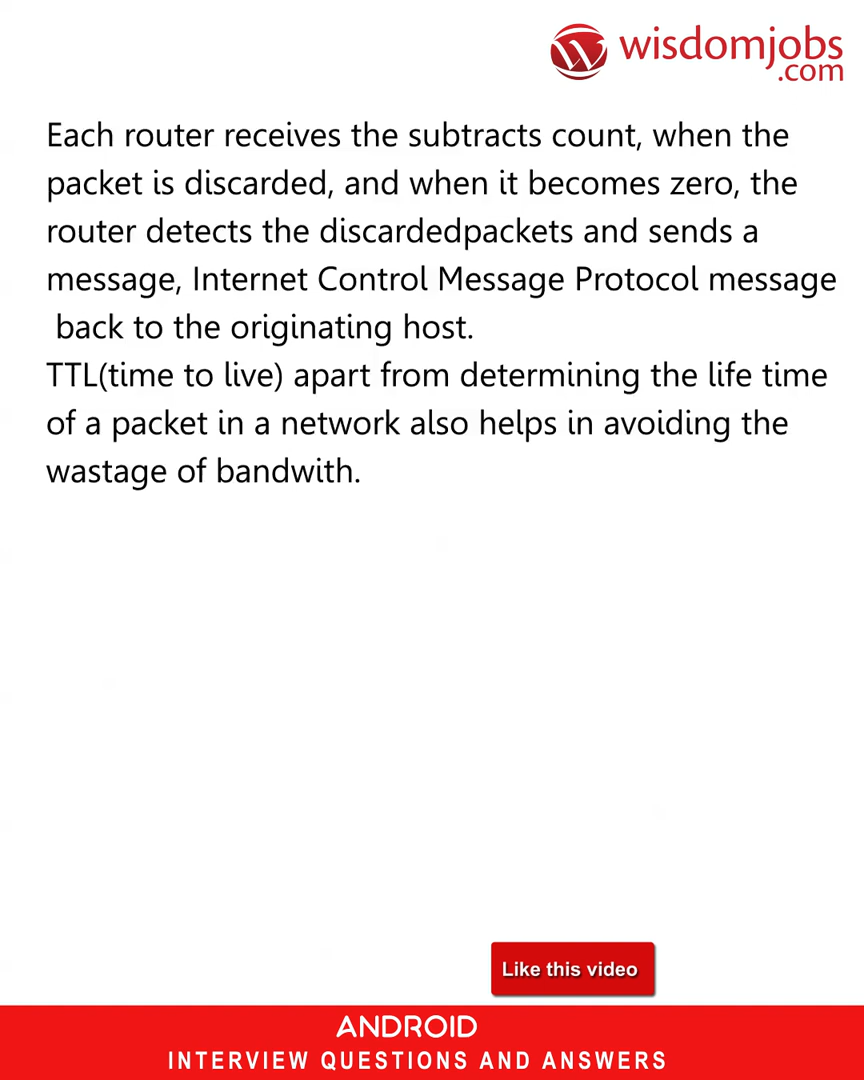 wisdomjobs
.com
Each router receives the subtracts count, when the
packet is discarded, and when it becomes zero, the
router detects the discardedpackets and sends a
message, Internet Control Message Protocol message
back to the originating host.
TTL(time to live) apart from determining the life time
of a packet in a network also helps in avoiding the
wastage of bandwith.
Like this video
ANDROID
INTERVIEW QUESTIONS AND ANSWERS